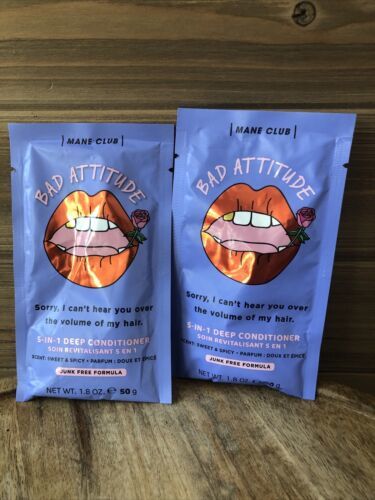 | MANE CLUB |
BAD ATTITUDE
Sorry, I can't hear you over
the volume of my hair.
5-IN-1 DEEP CONDITIONER
SOIN REVITALISANT 5 EN 1
SCENT: SWEET & SPICY • PARFUM : DOUX ET ÉPICÉ
JUNK FREE FORMULA
NET WT. 1.8 OZ. ℮ 50 g
| MANE CLUB |
BAD ATTITUDE
Sorry, I can't hear you over
the volume of my hair.
5-IN-1 DEEP CONDITIONER
SOIN REVITALISANT 5 EN 1
SCENT: SWEET & SPICY • PARFUM : DOUX ET ÉPICÉ
JUNK FREE FORMULA
NET WT. 1.8 OZ. g